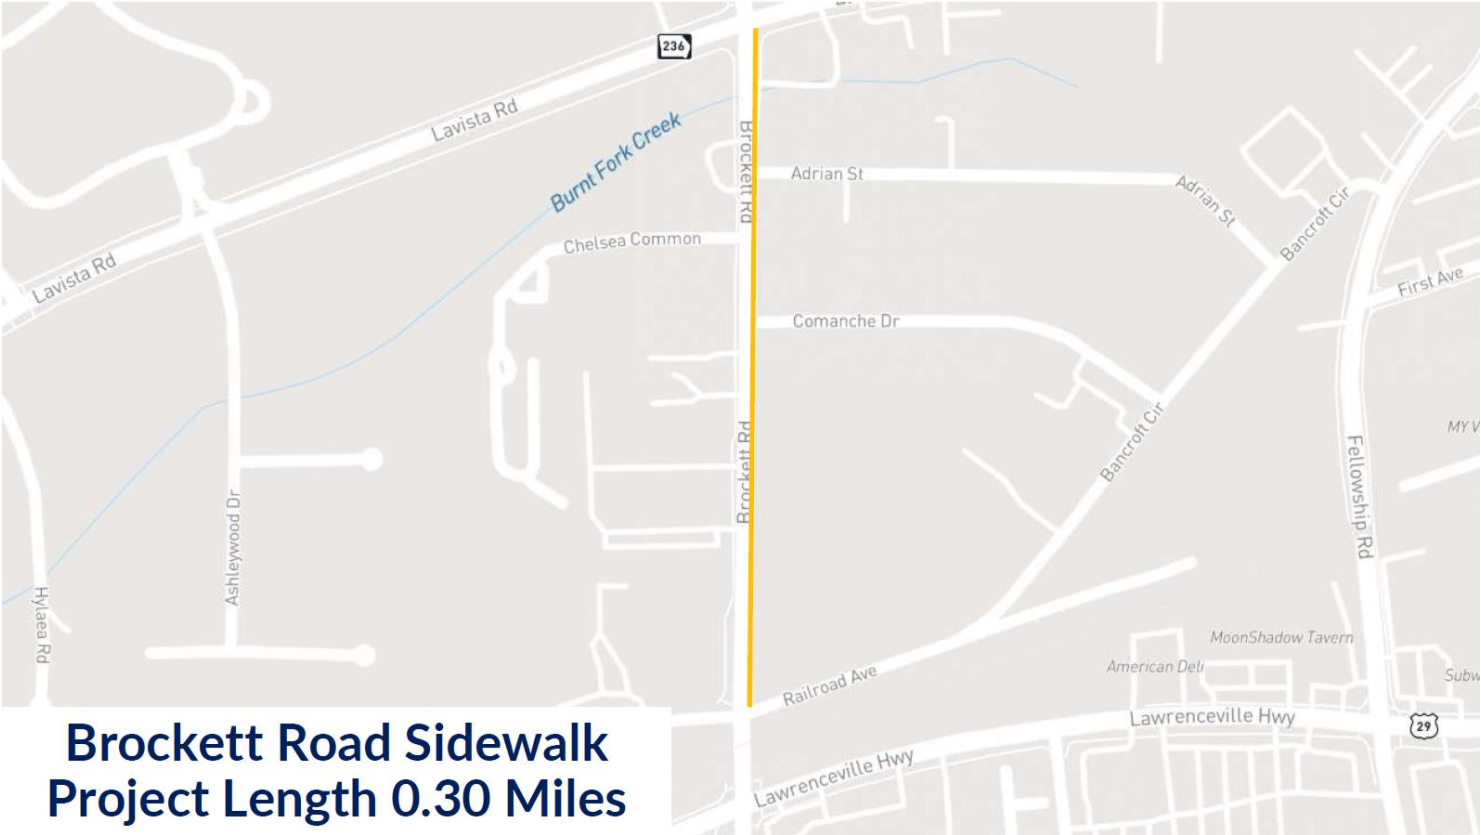 236
Lavista Rd
Burnt Fork Creek
Brockett Rd
Adrian St
Adrian St
Bancroft Cir
Chelsea Common
Lavista Rd
First Ave
Comanche Dr
Brockett Rd
Bancroft Cir
MY V
Fellowship Rd
Ashleywood Dr
Hylaea Rd
MoonShadow Tavern
American Deli
Subw
Railroad Ave
Lawrenceville Hwy
29
Lawrenceville Hwy
Brockett Road Sidewalk
Project Length 0.30 Miles